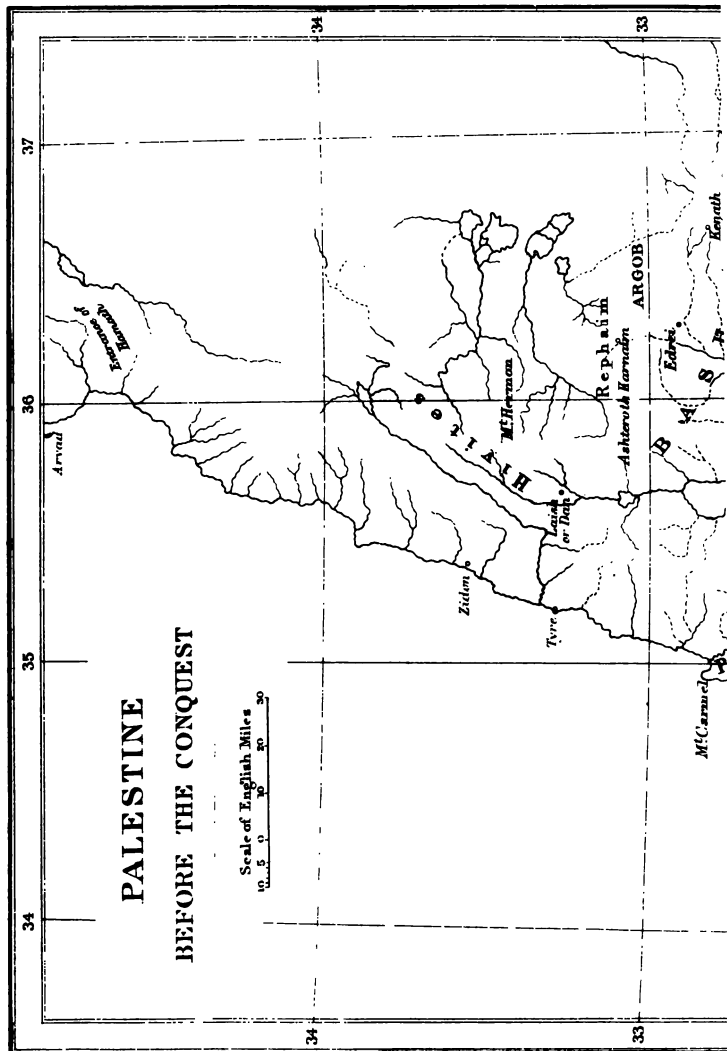 PALESTINE
BEFORE THE CONQUEST
Scale of English Miles
10 5 0 10 20 30
34
35
36
37
34
33
34
33
Arvad
Entrance of
Hamath
Zidon
Tyre
Hivites
Laish
or Dan
Mt Hermon
Rephaim
Ashteroth Karnaim
ARGOB
Edrei
Kenath
BAS
Mt Carmel